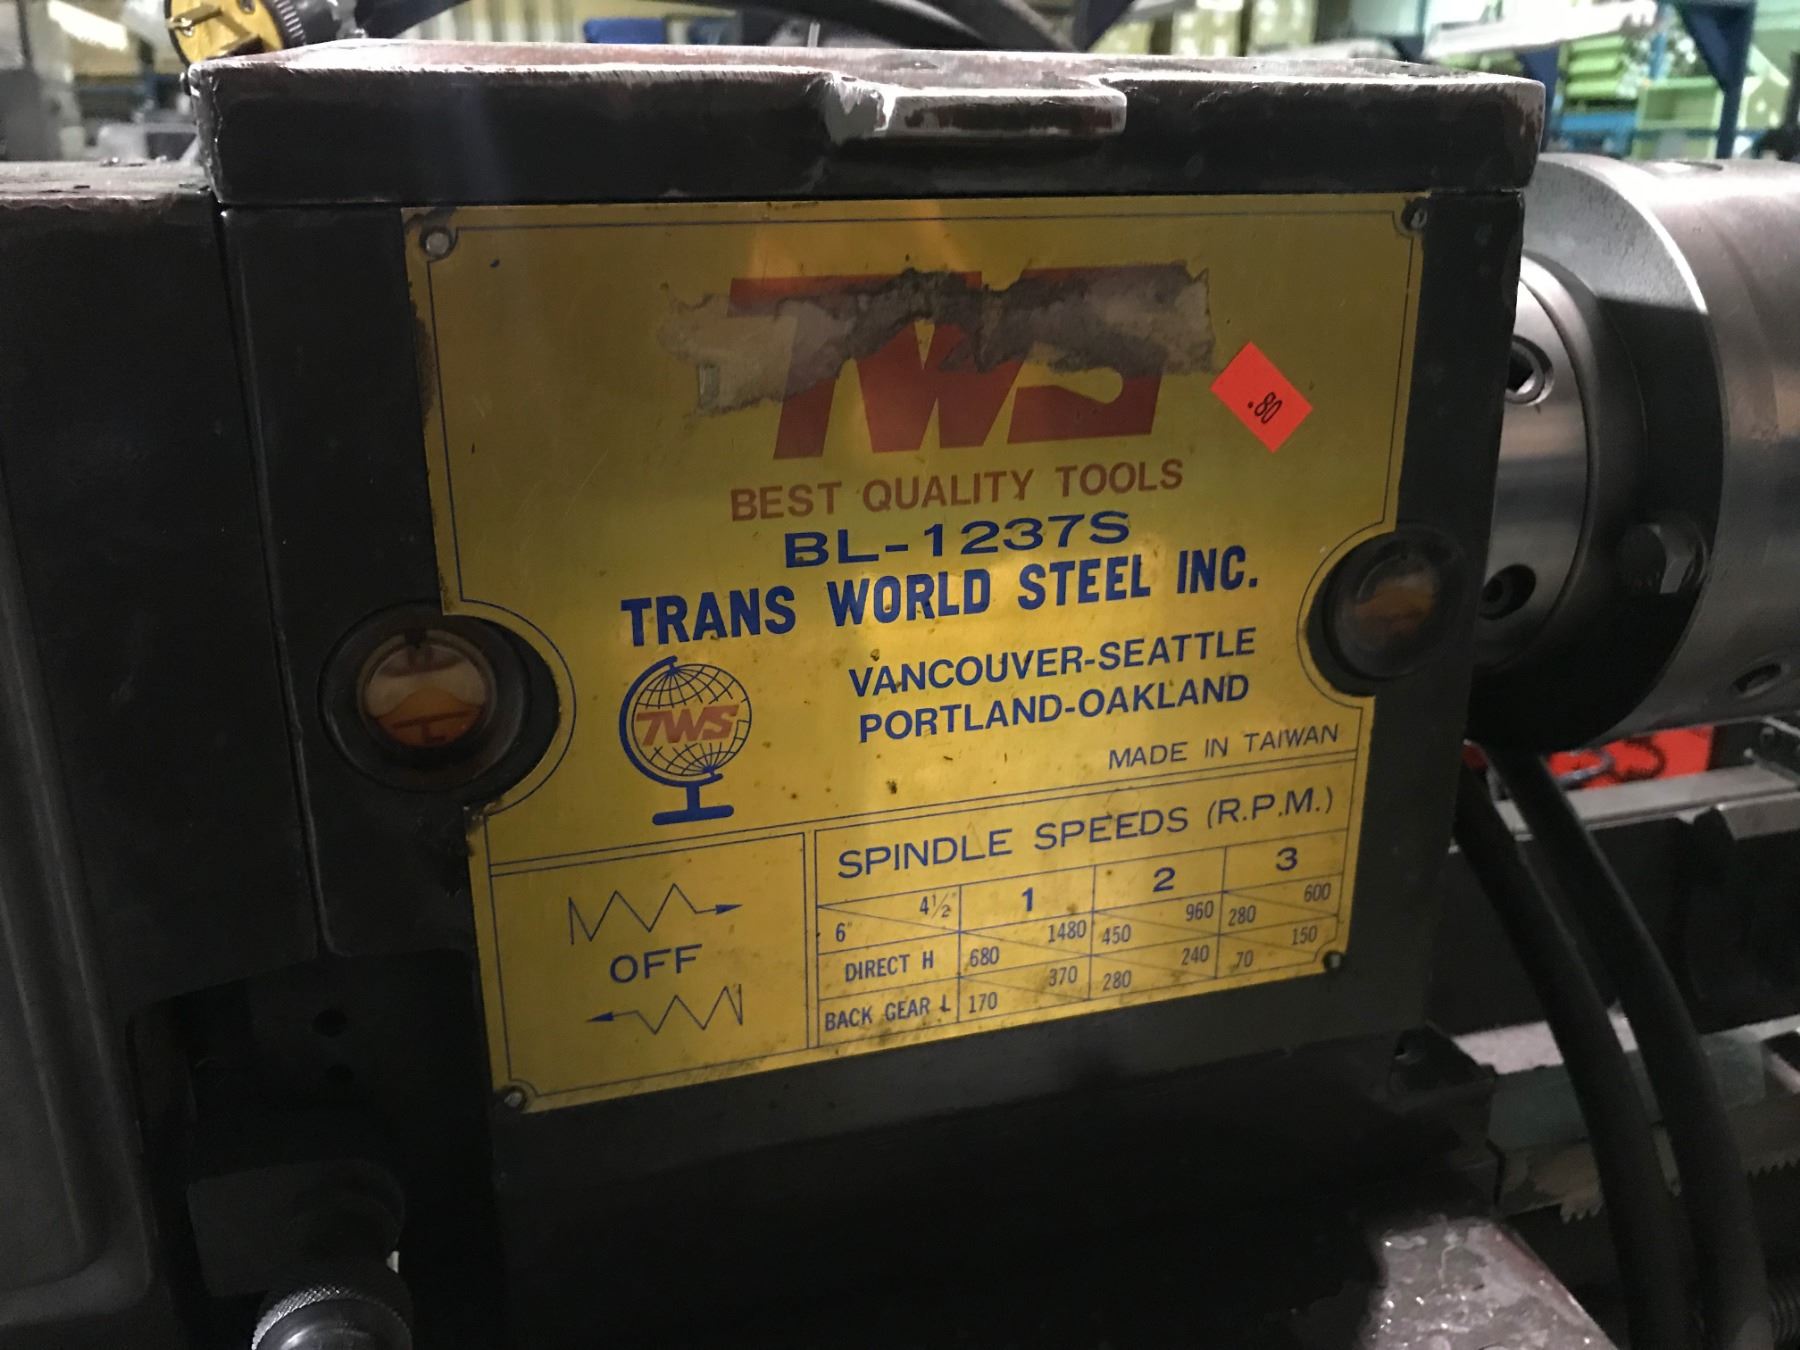 TWS
.80
BEST QUALITY TOOLS
BL-1237S
TRANS WORLD STEEL INC.
TWS
VANCOUVER-SEATTLE
PORTLAND-OAKLAND
MADE IN TAIWAN
OFF
SPINDLE SPEEDS (R.P.M.)
6" 4½" 1 2 3
DIRECT H 680 1480 450 960 280 600
BACK GEAR L 170 370 280 240 70 150